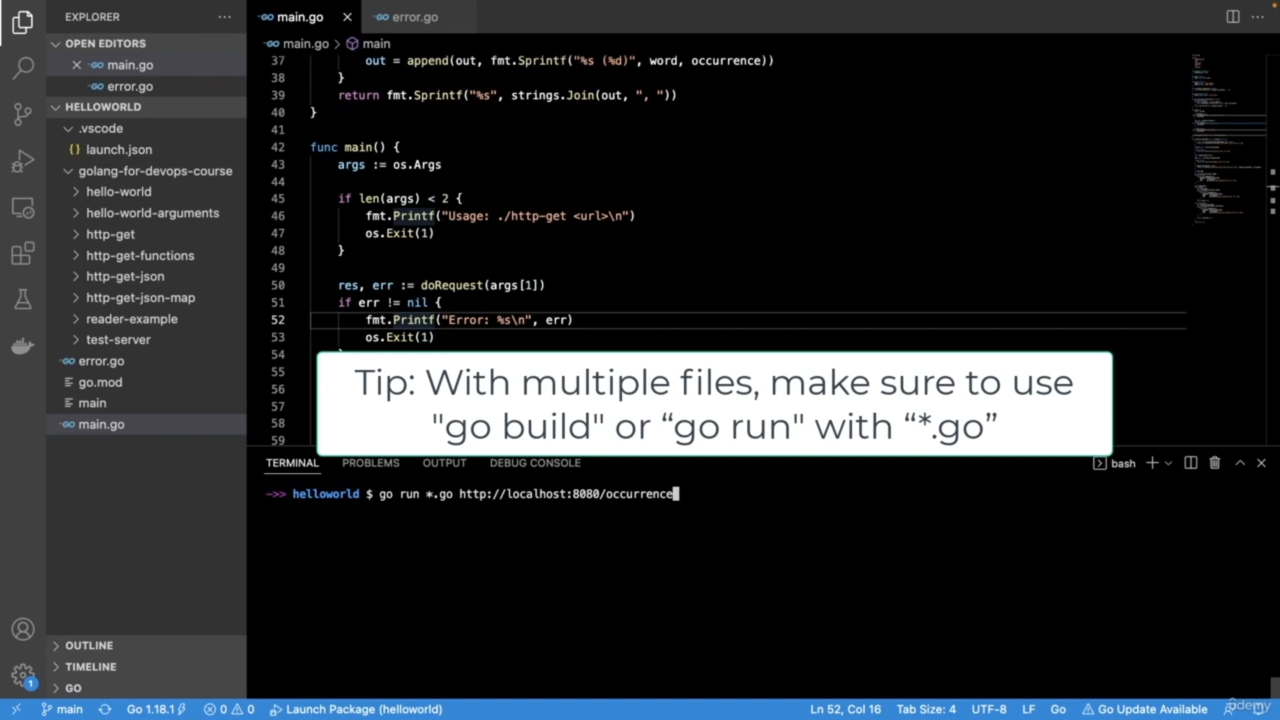 EXPLORER
...
main.go
error.go
OPEN EDITORS
main.go
error.go
HELLOWORLD
.vscode
{} launch.json
golang-for-devops-course
hello-world
hello-world-arguments
http-get
http-get-functions
http-get-json
http-get-json-map
reader-example
test-server
error.go
go.mod
main
main.go
OUTLINE
TIMELINE
GO
main.go > main
37 out = append(out, fmt.Sprintf("%s (%d)", word, occurrence))
38 }
39 return fmt.Sprintf("%s", strings.Join(out, ", "))
40 }
41
42 func main() {
43 args := os.Args
44
45 if len(args) < 2 {
46 fmt.Printf("Usage: ./http-get <url>\n")
47 os.Exit(1)
48 }
49
50 res, err := doRequest(args[1])
51 if err != nil {
52 fmt.Printf("Error: %s\n", err)
53 os.Exit(1)
54
55
56
57
58
59
Tip: With multiple files, make sure to use
"go build" or “go run" with “*.go”
TERMINAL PROBLEMS OUTPUT DEBUG CONSOLE
bash
->> helloworld $ go run *.go http://localhost:8080/occurrence
1
main
Go 1.18.1
0 0
Launch Package (helloworld)
Ln 52, Col 16
Tab Size: 4
UTF-8
LF
Go
Go Update Available
udemy